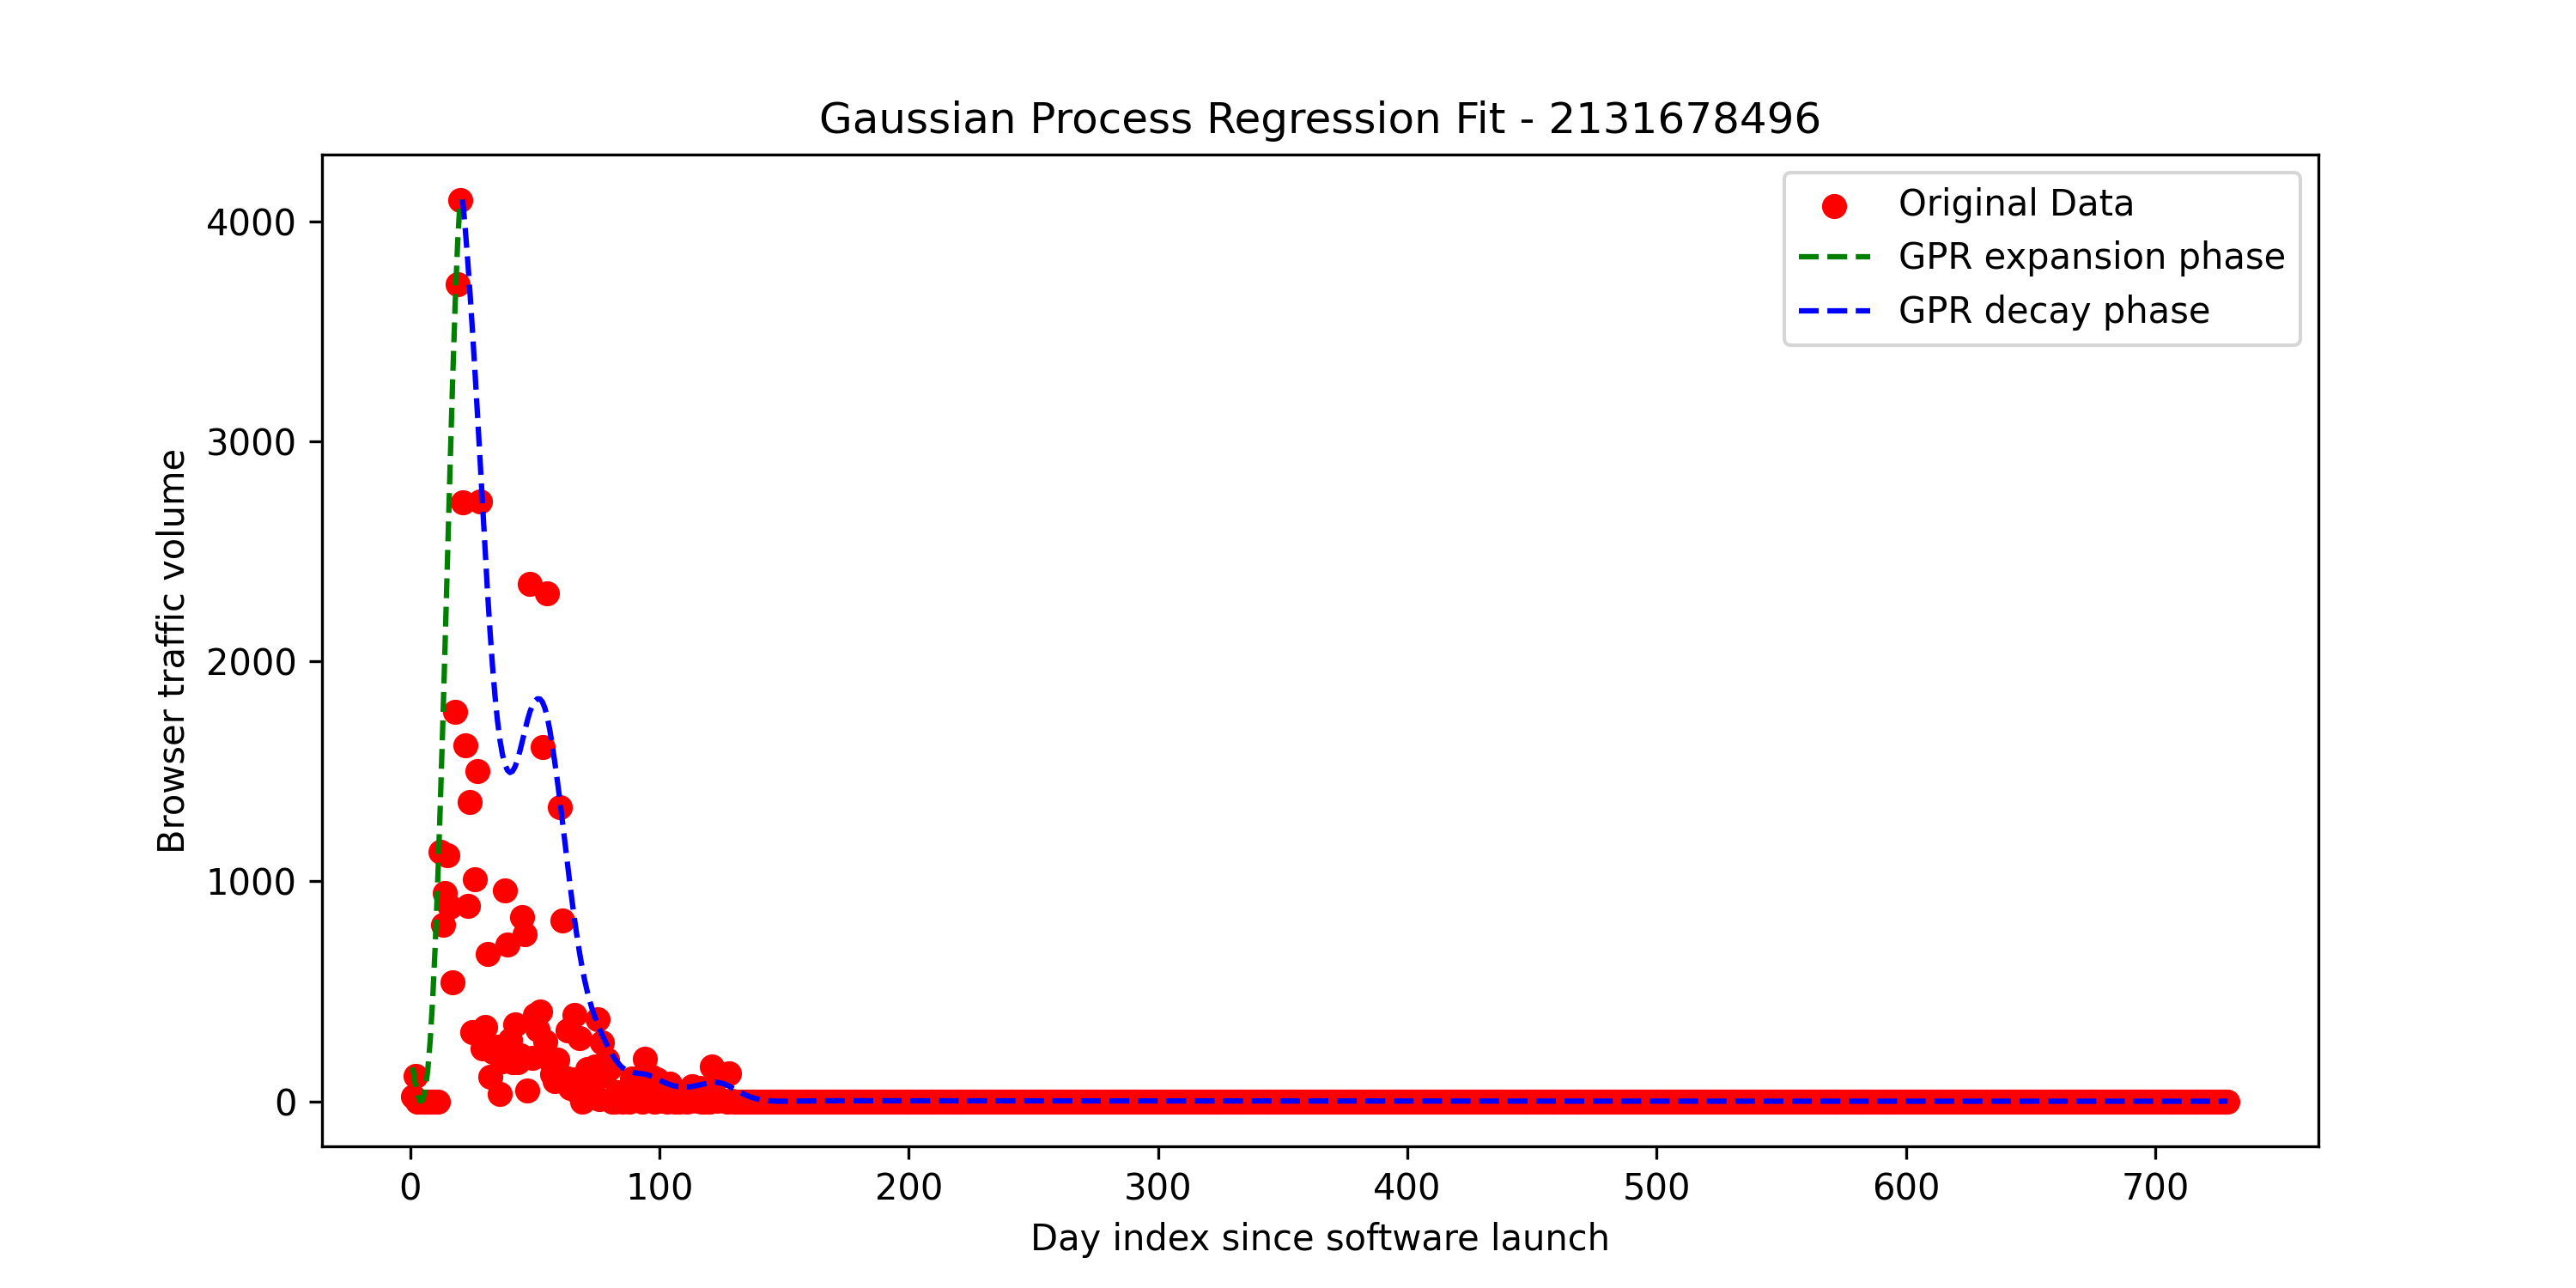 Gaussian Process Regression Fit - 2131678496
Original Data
GPR expansion phase
GPR decay phase
Browser traffic volume
4000
3000
2000
1000
0
0 100 200 300 400 500 600 700
Day index since software launch